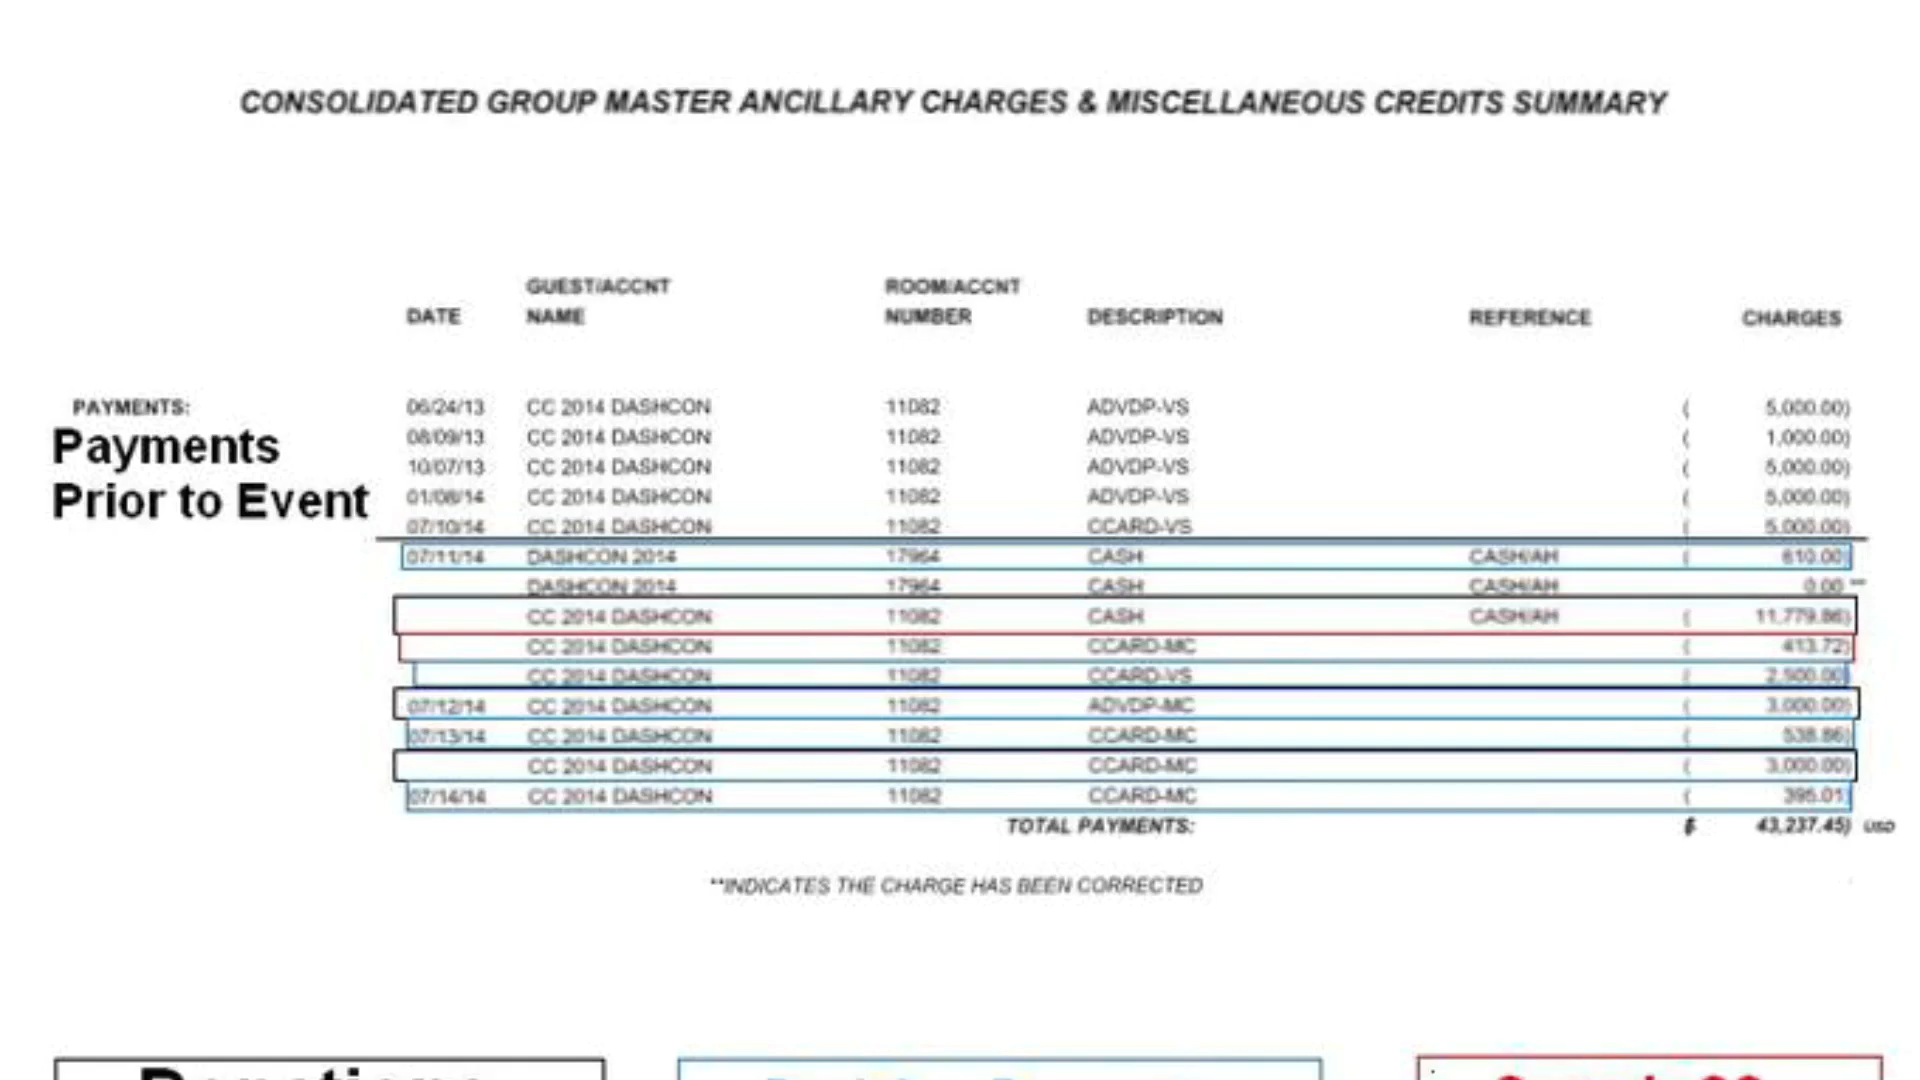 CONSOLIDATED GROUP MASTER ANCILLARY CHARGES & MISCELLANEOUS CREDITS SUMMARY
GUEST/ACCNT ROOM/ACCNT
DATE NAME NUMBER DESCRIPTION REFERENCE CHARGES
PAYMENTS: 06/24/13 CC 2014 DASHCON 11082 ADVDP-VS ( 5,000.00)
Payments
Prior to Event
08/09/13 CC 2014 DASHCON 11082 ADVDP-VS ( 1,000.00)
10/07/13 CC 2014 DASHCON 11082 ADVDP-VS ( 5,000.00)
01/08/14 CC 2014 DASHCON 11082 ADVDP-VS ( 5,000.00)
07/10/14 CC 2014 DASHCON 11082 CCARD-VS ( 5,000.00)
07/11/14 DASHCON 2014 17964 CASH CASH/AH ( 610.00)
DASHCON 2014 17964 CASH CASH/AH 0.00 **
CC 2014 DASHCON 11082 CASH CASH/AH ( 11,779.86)
CC 2014 DASHCON 11082 CCARD-MC ( 413.72)
CC 2014 DASHCON 11082 CCARD-VS ( 2,500.00)
07/12/14 CC 2014 DASHCON 11082 ADVDP-MC ( 3,000.00)
07/13/14 CC 2014 DASHCON 11082 CCARD-MC ( 538.86)
CC 2014 DASHCON 11082 CCARD-MC ( 3,000.00)
07/14/14 CC 2014 DASHCON 11082 CCARD-MC ( 395.01)
TOTAL PAYMENTS: 43,237.45) USD
**INDICATES THE CHARGE HAS BEEN CORRECTED
Donations